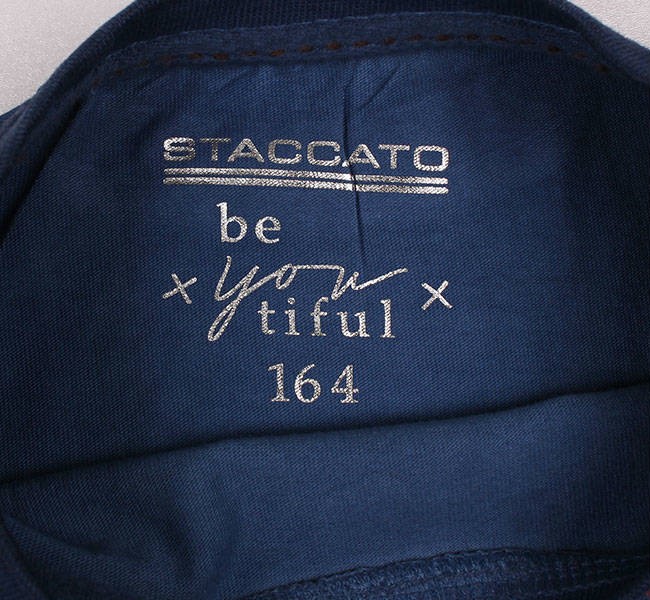 STACCATO
be
x you x
tiful
164